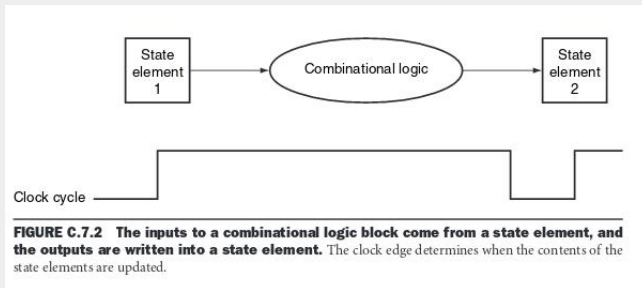 State
element
1
Combinational logic
State
element
2
Clock cycle
FIGURE C.7.2 The inputs to a combinational logic block come from a state element, and
the outputs are written into a state element. The clock edge determines when the contents of the
state elements are updated.